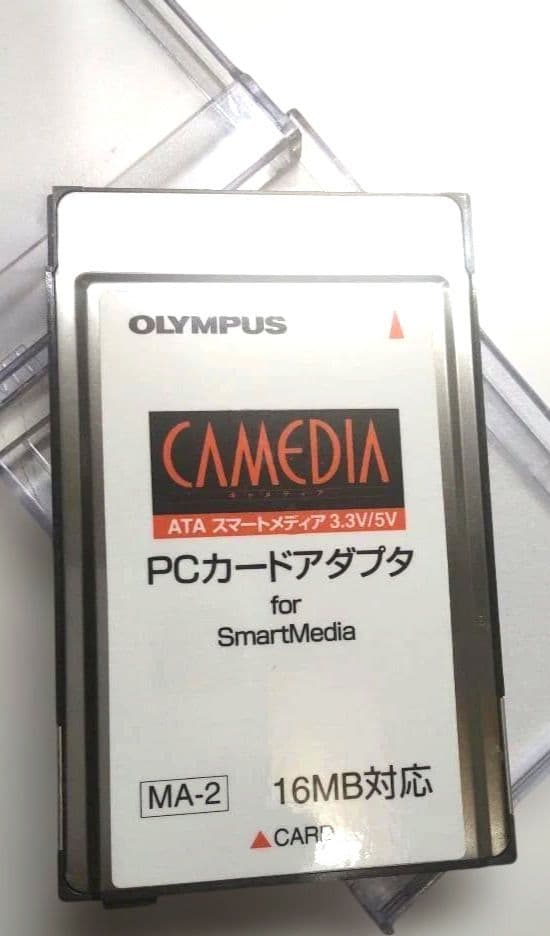 OLYMPUS
CAMEDIA
キャメディア
ATA スマートメディア 3.3V/5V
PCカードアダプタ
for
SmartMedia
MA-2
16MB対応
▲CARD